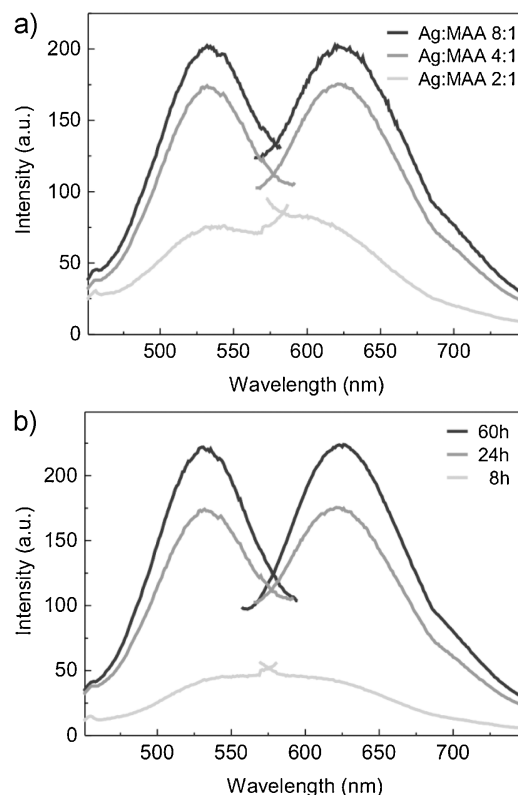 a)
200
150
100
50
0
Intensity (a.u.)
Ag:MAA 8:1
Ag:MAA 4:1
Ag:MAA 2:1
500 550 600 650 700
Wavelength (nm)
b)
200
150
100
50
0
Intensity (a.u.)
60h
24h
8h
500 550 600 650 700
Wavelength (nm)